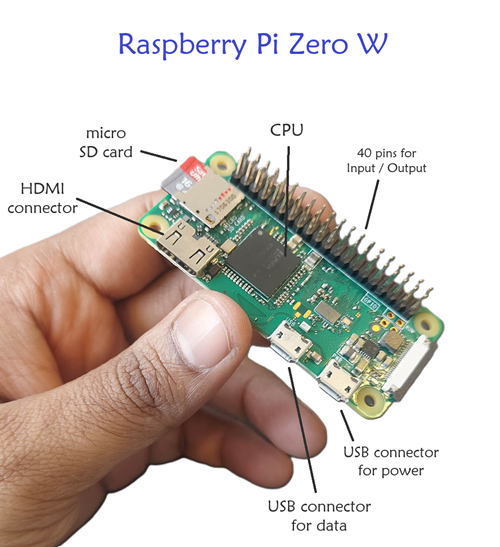 Raspberry Pi Zero W
micro
SD card
CPU
40 pins for
Input / Output
HDMI
connector
USB connector
for power
USB connector
for data